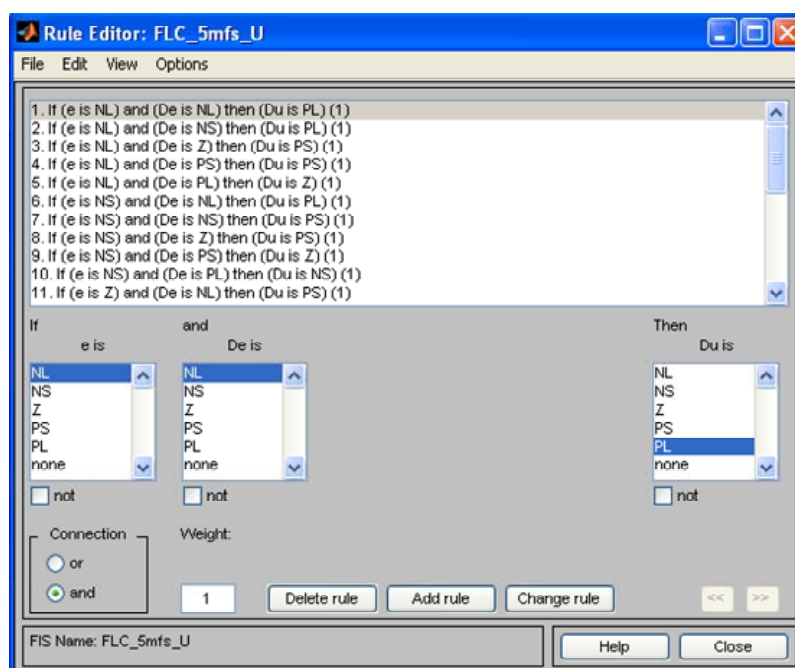 Rule Editor: FLC_5mfs_U
File Edit View Options
1. If (e is NL) and (De is NL) then (Du is PL) (1)
2. If (e is NL) and (De is NS) then (Du is PL) (1)
3. If (e is NL) and (De is Z) then (Du is PS) (1)
4. If (e is NL) and (De is PS) then (Du is PS) (1)
5. If (e is NL) and (De is PL) then (Du is Z) (1)
6. If (e is NS) and (De is NL) then (Du is PL) (1)
7. If (e is NS) and (De is NS) then (Du is PS) (1)
8. If (e is NS) and (De is Z) then (Du is PS) (1)
9. If (e is NS) and (De is PS) then (Du is Z) (1)
10. If (e is NS) and (De is PL) then (Du is NS) (1)
11. If (e is Z) and (De is NL) then (Du is PS) (1)
If and Then
e is De is Du is
NL NL NL
NS NS NS
Z Z Z
PS PS PS
PL PL PL
none none none
not not not
Connection Weight:
or
and 1 Delete rule Add rule Change rule << >>
FIS Name: FLC_5mfs_U Help Close